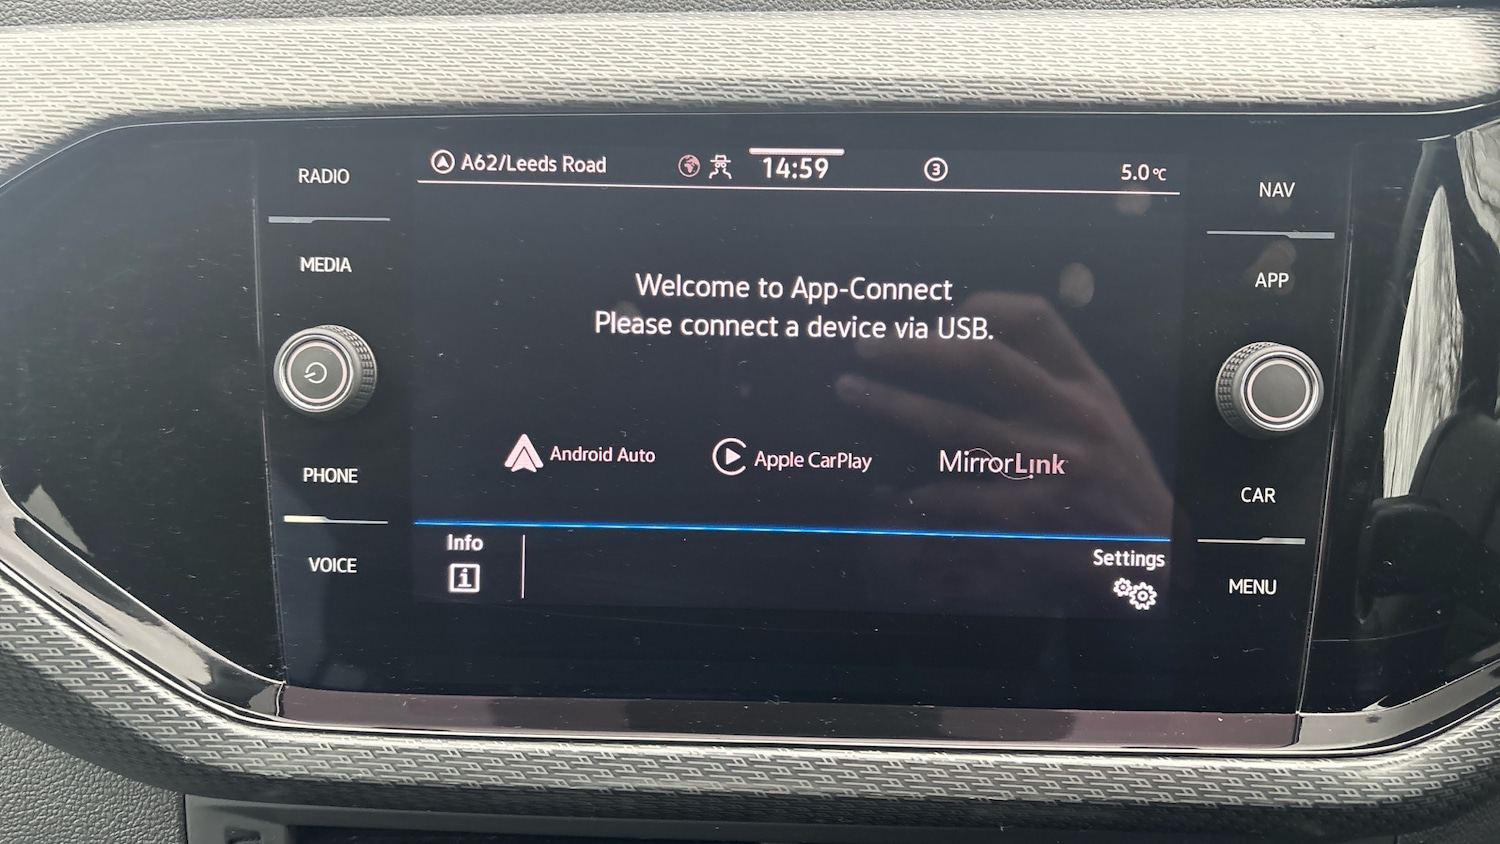 RADIO
MEDIA
PHONE
VOICE
A62/Leeds Road
14:59
3
5.0°C
Welcome to App-Connect
Please connect a device via USB.
Android Auto
Apple CarPlay
MirrorLink
Info
i
Settings
NAV
APP
CAR
MENU